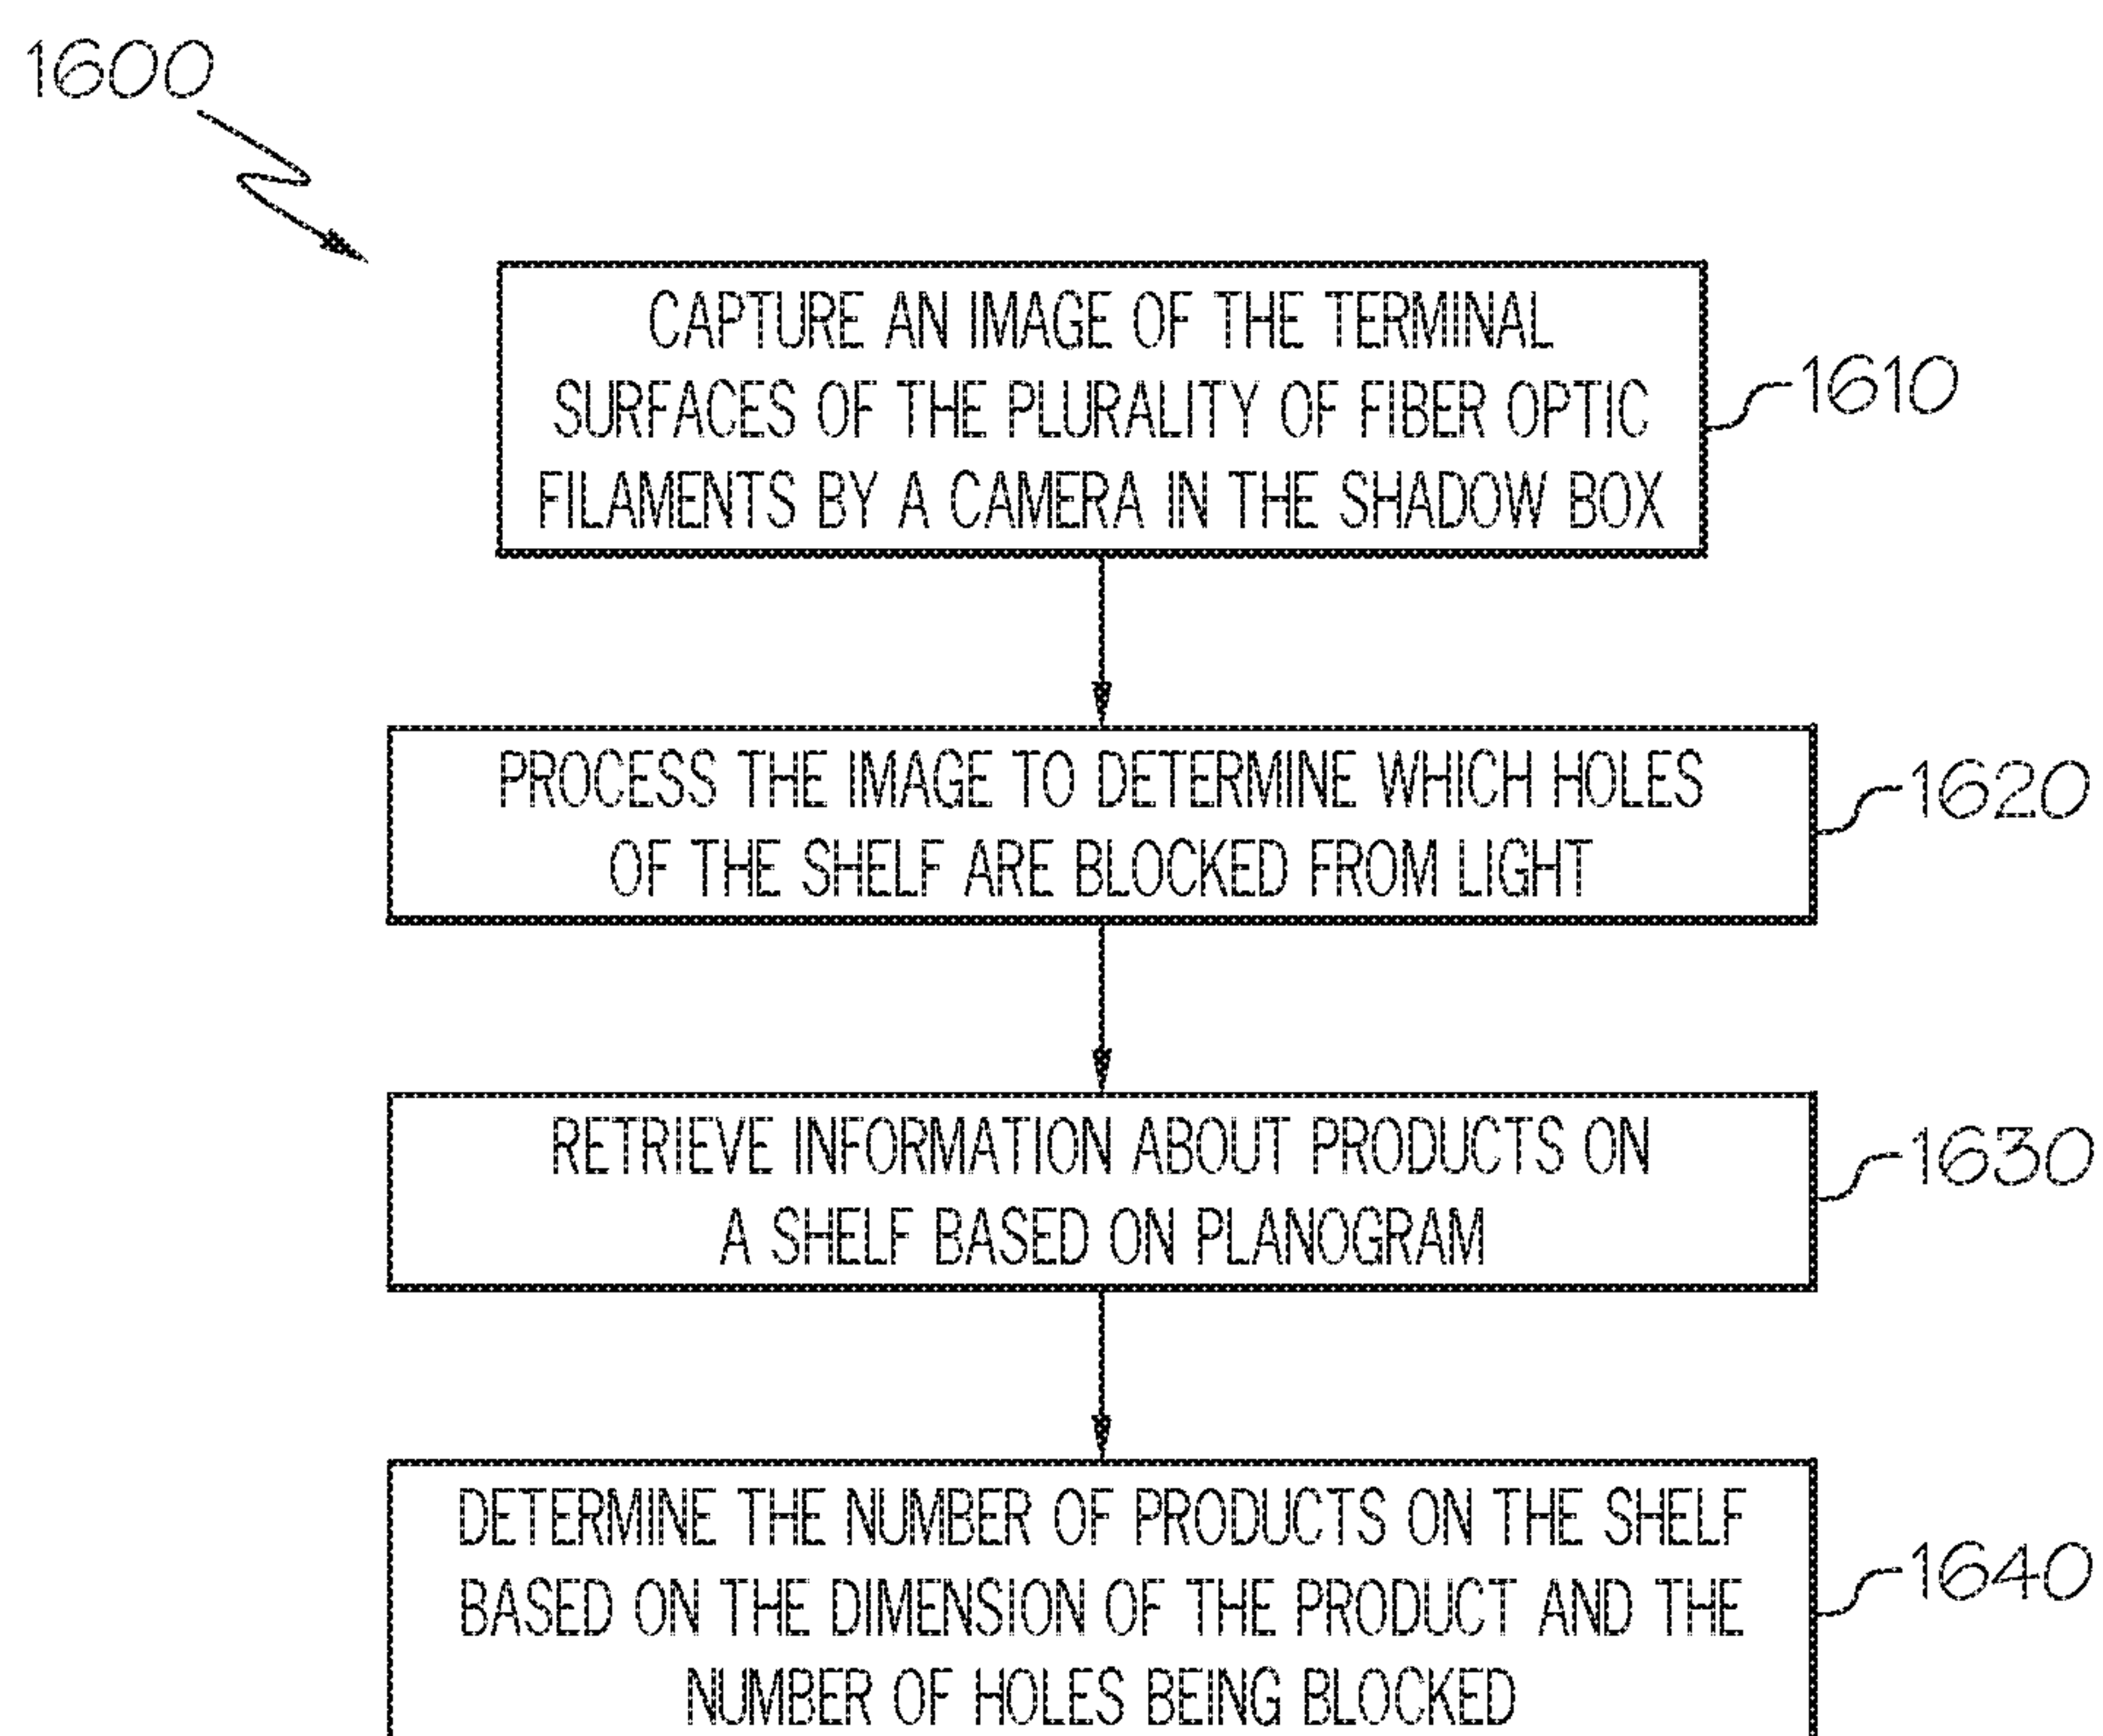 1600
CAPTURE AN IMAGE OF THE TERMINAL
SURFACES OF THE PLURALITY OF FIBER OPTIC
FILAMENTS BY A CAMERA IN THE SHADOW BOX
1610
PROCESS THE IMAGE TO DETERMINE WHICH HOLES
OF THE SHELF ARE BLOCKED FROM LIGHT
1620
RETRIEVE INFORMATION ABOUT PRODUCTS ON
A SHELF BASED ON PLANOGRAM
1630
DETERMINE THE NUMBER OF PRODUCTS ON THE SHELF
BASED ON THE DIMENSION OF THE PRODUCT AND THE
NUMBER OF HOLES BEING BLOCKED
1640